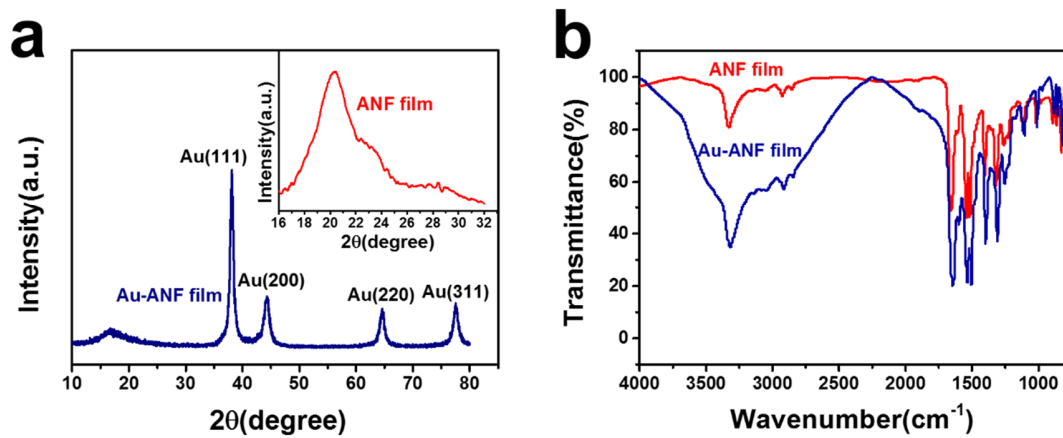 a
Intensity(a.u.)
Au(111)
Au(200)
Au(220)
Au(311)
Au-ANF film
10 20 30 40 50 60 70 80
2θ(degree)
ANF film
Intensity(a.u.)
16 18 20 22 24 26 28 30 32
2θ(degree)
b
Transmittance(%)
100
80
60
40
20
0
ANF film
Au-ANF film
4000 3500 3000 2500 2000 1500 1000
Wavenumber(cm⁻¹)